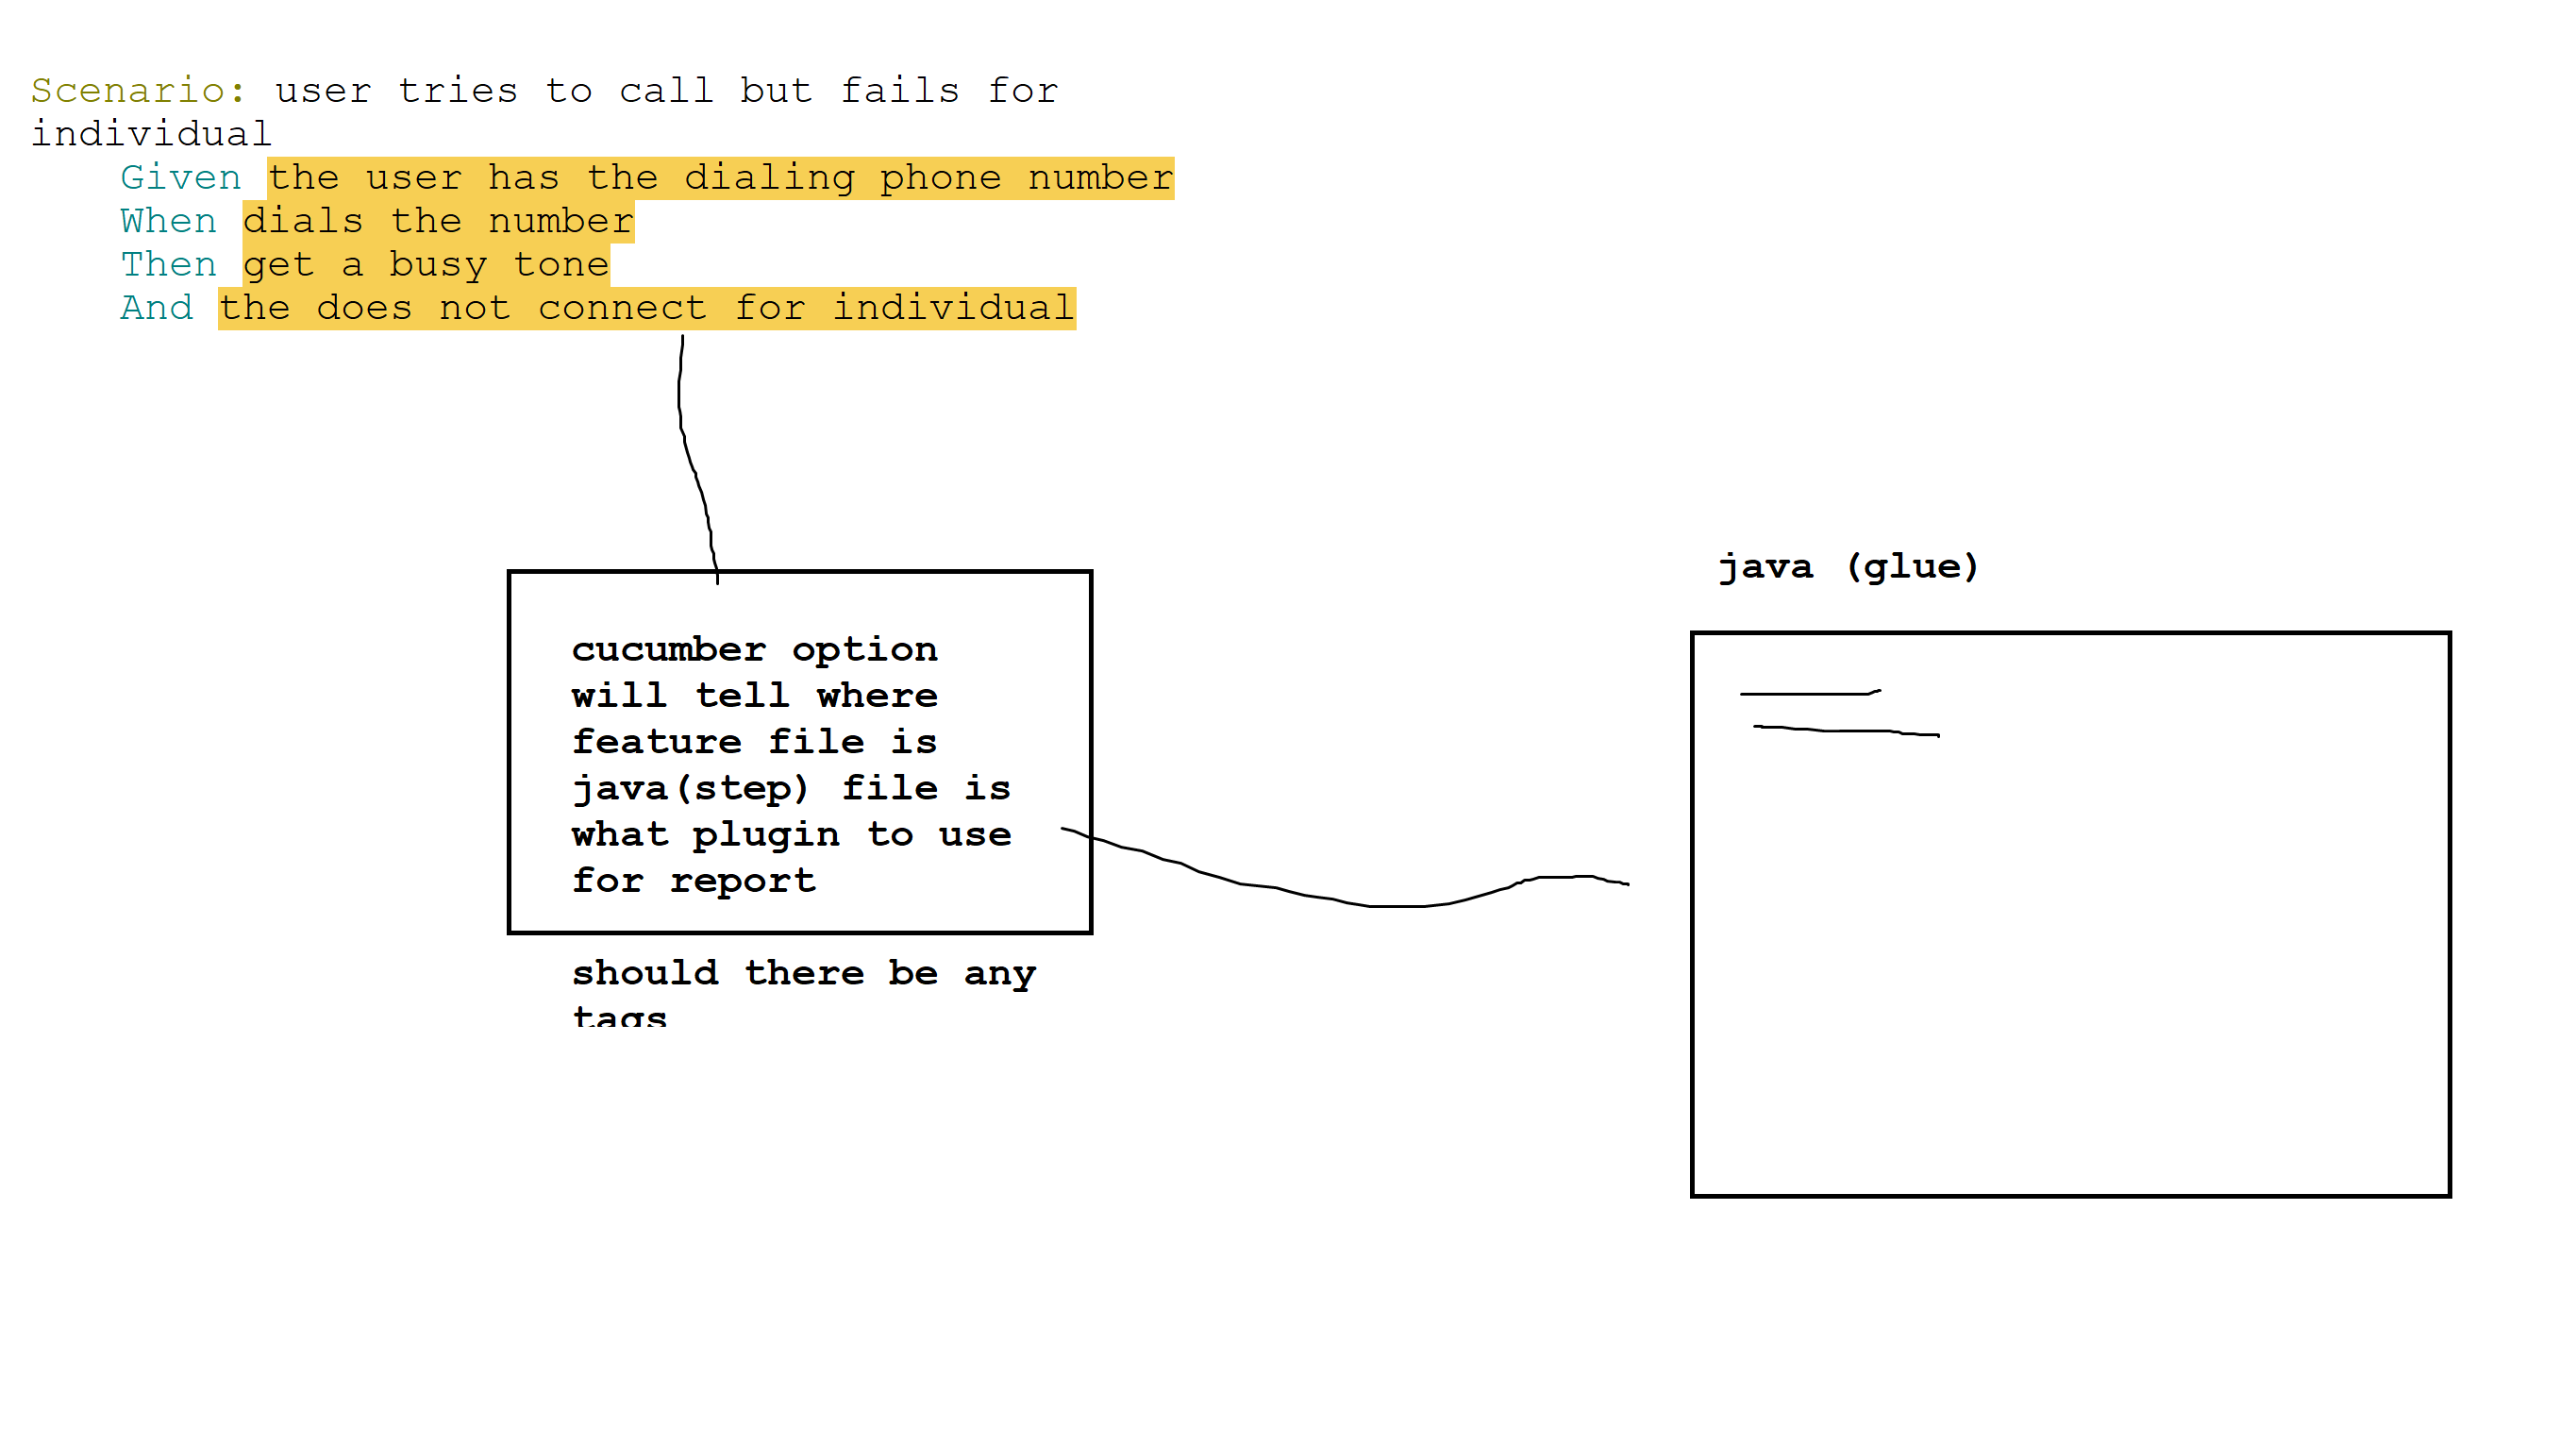 Scenario: user tries to call but fails for
individual
Given the user has the dialing phone number
When dials the number
Then get a busy tone
And the does not connect for individual
java (glue)
cucumber option
will tell where
feature file is
java(step) file is
what plugin to use
for report
should there be any
tags